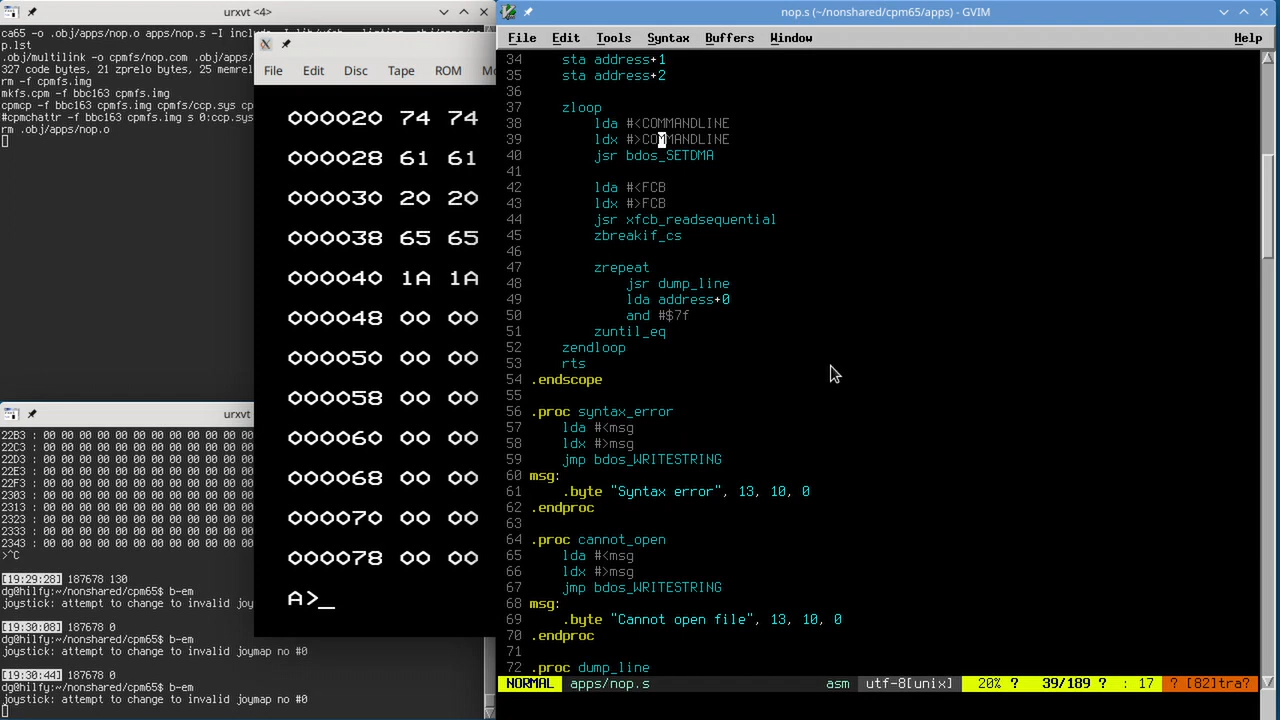 urxvt <4>
ca65 -o .obj/apps/nop.o apps/nop.s -I include -I lib/xfcb --listing .obj/apps/no
p.lst
.obj/multilink -o cpmfs/nop.com .obj/app
327 code bytes, 21 zprelo bytes, 25 memrel
rm -f cpmfs.img
mkfs.cpm -f bbc163 cpmfs.img
cpmcp -f bbc163 cpmfs.img cpmfs/ccp.sys cp
#cpmchattr -f bbc163 cpmfs.img s 0:ccp.sys
rm .obj/apps/nop.o
File Edit Disc Tape ROM Mo
000020 74 74
000028 61 61
000030 20 20
000038 65 65
000040 1A 1A
000048 00 00
000050 00 00
000058 00 00
000060 00 00
000068 00 00
000070 00 00
000078 00 00
A>_
urxvt
22B3 : 00 00 00 00 00 00 00 00 00 00
22C3 : 00 00 00 00 00 00 00 00 00 00
22D3 : 00 00 00 00 00 00 00 00 00 00
22E3 : 00 00 00 00 00 00 00 00 00 00
22F3 : 00 00 00 00 00 00 00 00 00 00
2303 : 00 00 00 00 00 00 00 00 00 00
2313 : 00 00 00 00 00 00 00 00 00 00
2323 : 00 00 00 00 00 00 00 00 00 00
2333 : 00 00 00 00 00 00 00 00 00 00
2343 : 00 00 00 00 00 00 00 00 00 00
>^C
[19:29:28] 187678 130
dg@hilfy:~/nonshared/cpm65$ b-em
joystick: attempt to change to invalid joy
[19:30:08] 187678 0
dg@hilfy:~/nonshared/cpm65$ b-em
joystick: attempt to change to invalid joymap no #0
[19:30:44] 187678 0
dg@hilfy:~/nonshared/cpm65$ b-em
joystick: attempt to change to invalid joymap no #0
nop.s (~/nonshared/cpm65/apps) - GVIM
File Edit Tools Syntax Buffers Window Help
34 sta address+1
35 sta address+2
36
37 zloop
38 lda #<COMMANDLINE
39 ldx #>COMMANDLINE
40 jsr bdos_SETDMA
41
42 lda #<FCB
43 ldx #>FCB
44 jsr xfcb_readsequential
45 zbreakif_cs
46
47 zrepeat
48 jsr dump_line
49 lda address+0
50 and #$7f
51 zuntil_eq
52 zendloop
53 rts
54 .endscope
55
56 .proc syntax_error
57 lda #<msg
58 ldx #>msg
59 jmp bdos_WRITESTRING
60 msg:
61 .byte "Syntax error", 13, 10, 0
62 .endproc
63
64 .proc cannot_open
65 lda #<msg
66 ldx #>msg
67 jmp bdos_WRITESTRING
68 msg:
69 .byte "Cannot open file", 13, 10, 0
70 .endproc
71
72 .proc dump_line
NORMAL apps/nop.s asm utf-8[unix] 20% ? 39/189 ? : 17 ? [82]tra?